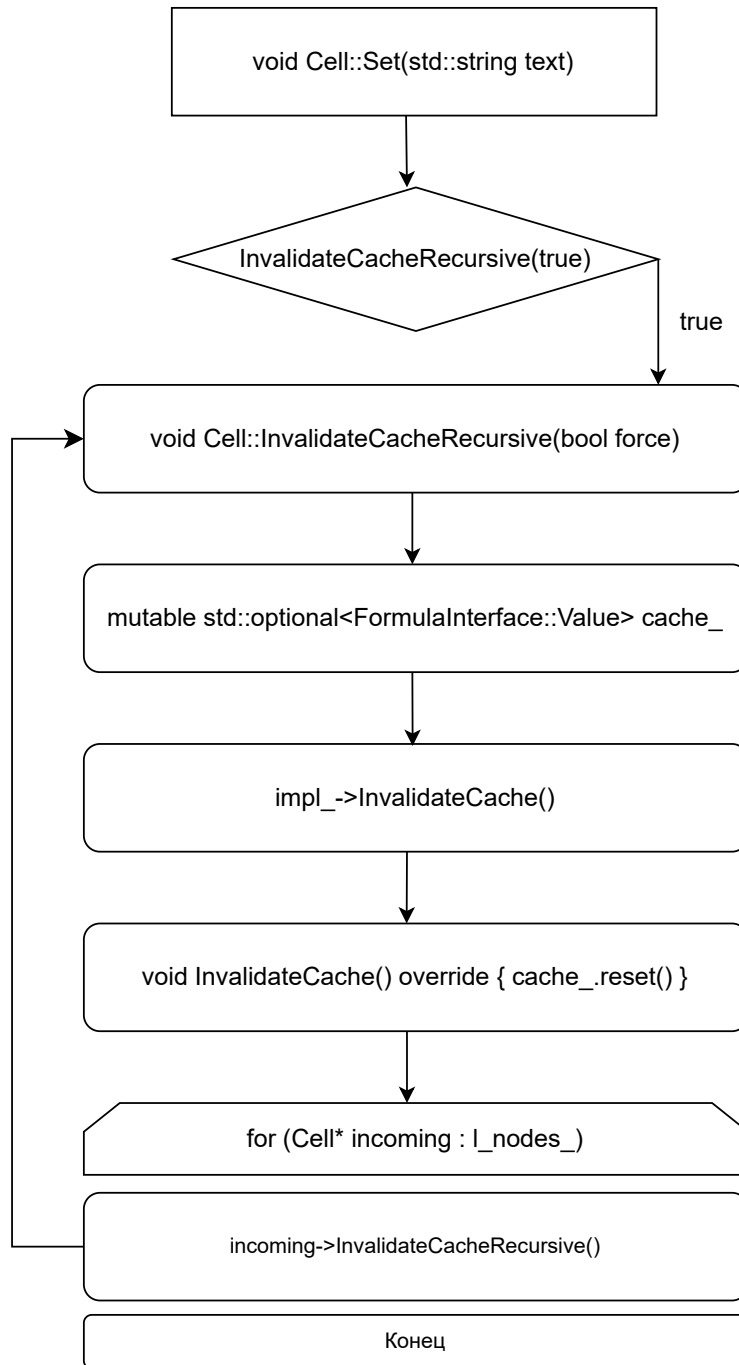 void Cell::Set(std::string text)
InvalidateCacheRecursive(true)
true
void Cell::InvalidateCacheRecursive(bool force)
mutable std::optional<FormulaInterface::Value> cache_
impl_->InvalidateCache()
void InvalidateCache() override { cache_.reset() }
for (Cell* incoming : l_nodes_)
incoming->InvalidateCacheRecursive()
Конец